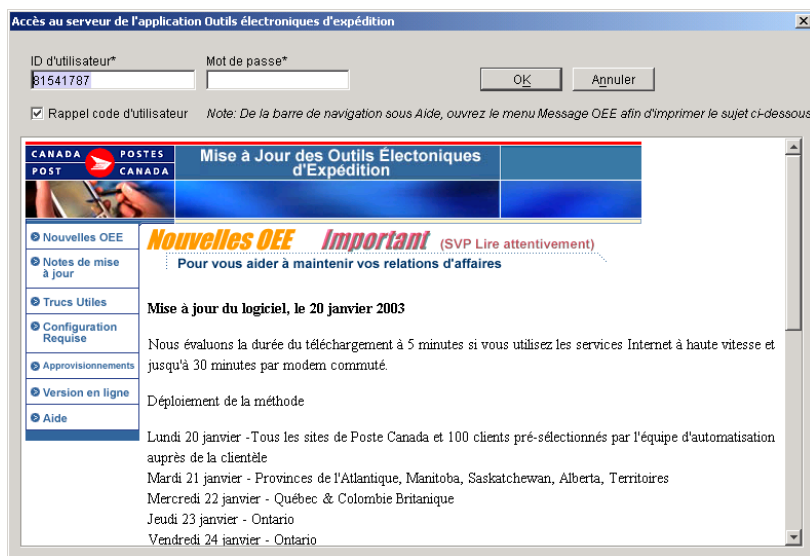 Accès au serveur de l'application Outils électroniques d'expédition
ID d'utilisateur*
Mot de passe*
81541787
OK
Annuler
Rappel code d'utilisateur
Note: De la barre de navigation sous Aide, ouvrez le menu Message OEE afin d'imprimer le sujet ci-dessous
CANADA POSTES
POST CANADA
Mise à Jour des Outils Électoniques
d'Expédition
Nouvelles OEE
Notes de mise
à jour
Trucs Utiles
Configuration
Requise
Approvisionnements
Version en ligne
Aide
Nouvelles OEE Important (SVP Lire attentivement)
Pour vous aider à maintenir vos relations d'affaires
Mise à jour du logiciel, le 20 janvier 2003
Nous évaluons la durée du téléchargement à 5 minutes si vous utilisez les services Internet à haute vitesse et
jusqu'à 30 minutes par modem commuté.
Déploiement de la méthode
Lundi 20 janvier -Tous les sites de Poste Canada et 100 clients pré-sélectionnés par l'équipe d'automatisation
auprès de la clientèle
Mardi 21 janvier - Provinces de l'Atlantique, Manitoba, Saskatchewan, Alberta, Territoires
Mercredi 22 janvier - Québec & Colombie Britanique
Jeudi 23 janvier - Ontario
Vendredi 24 janvier - Ontario